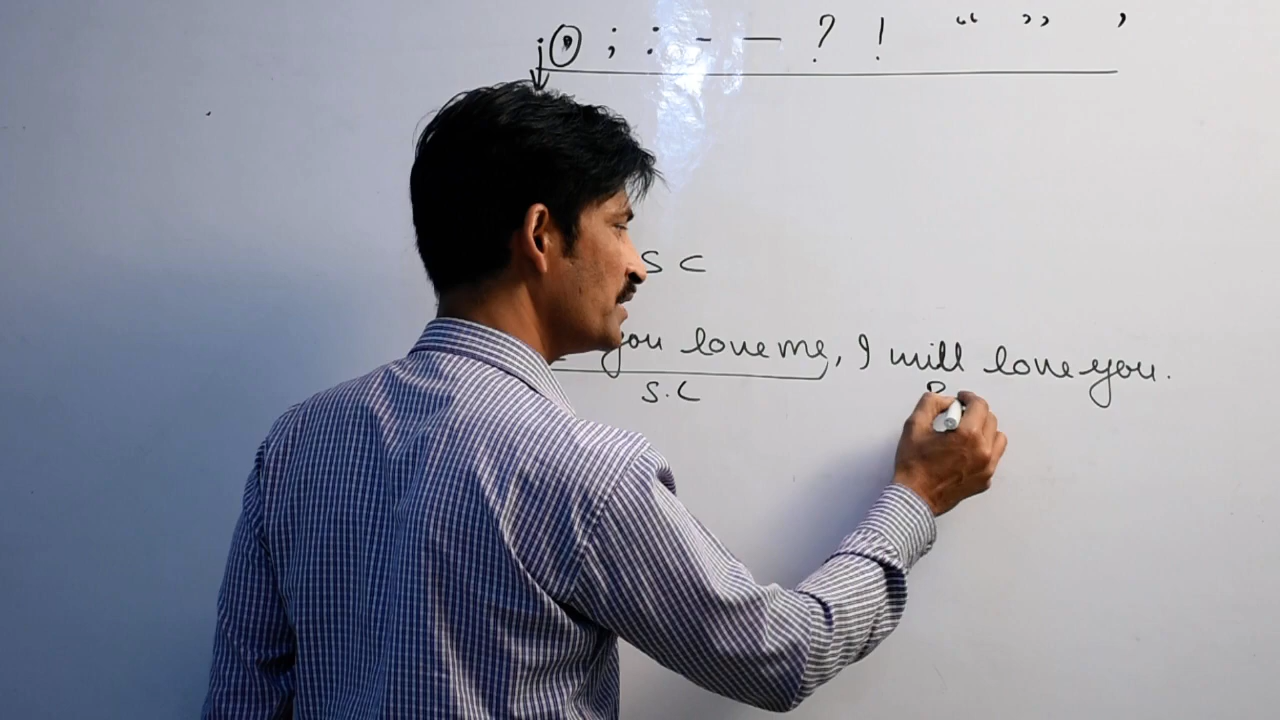 , ; : - — ? ! “ ” ’
S C
you love me, I will love you.
S.C